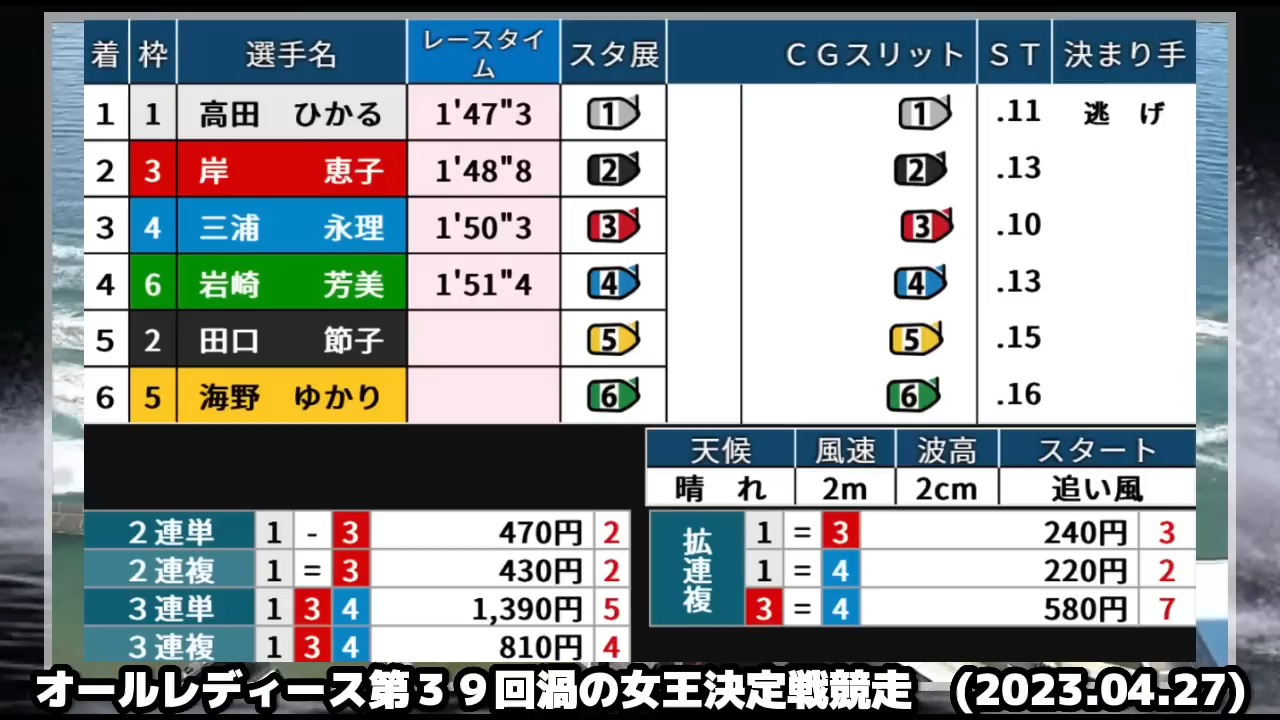 着 枠 選手名 レースタイム スタ展 ＣＧスリット ＳＴ 決まり手
1 1 高田 ひかる 1'47"3 1 1 .11 逃 げ
2 3 岸 恵子 1'48"8 2 2 .13
3 4 三浦 永理 1'50"3 3 3 .10
4 6 岩崎 芳美 1'51"4 4 4 .13
5 2 田口 節子 5 5 .15
6 5 海野 ゆかり 6 6 .16
天候 風速 波高 スタート
晴 れ 2m 2cm 追い風
２連単 1 - 3 470円 2
２連複 1 = 3 430円 2
３連単 1 3 4 1,390円 5
３連複 1 3 4 810円 4
拡連複
1 = 3 240円 3
1 = 4 220円 2
3 = 4 580円 7
オールレディース第３９回渦の女王決定戦競走 (2023.04.27)